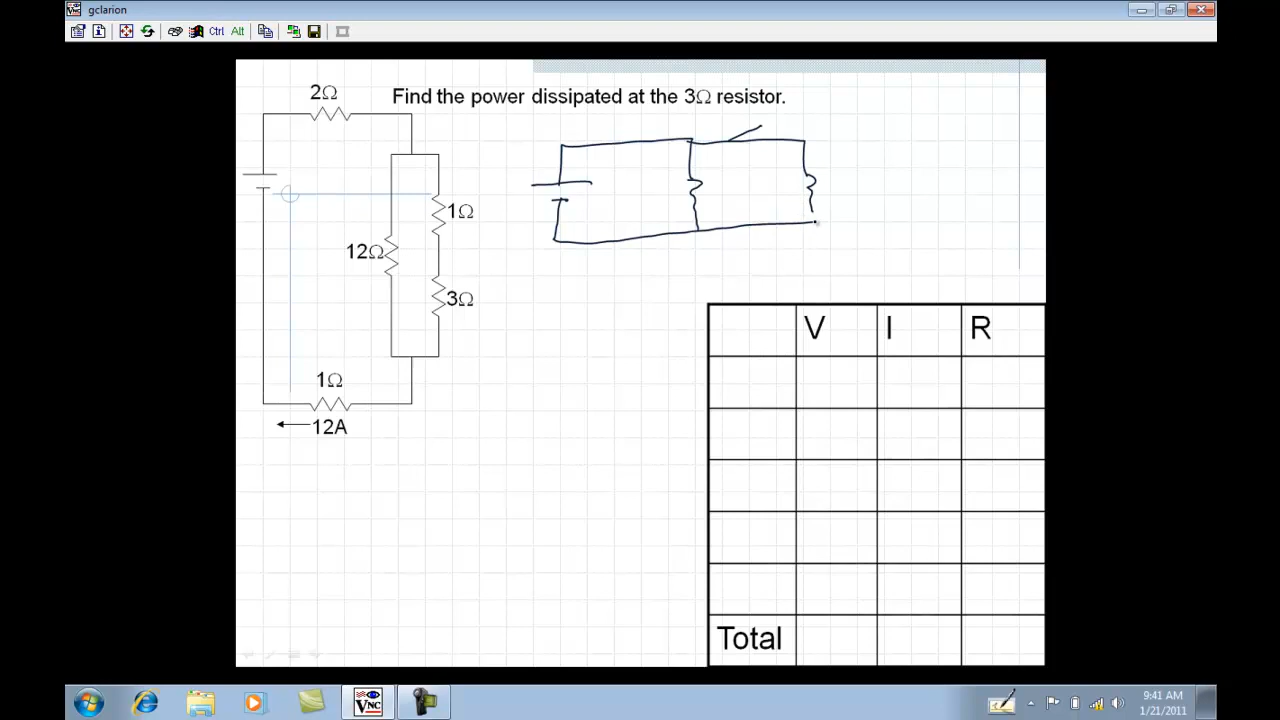 gclarion
Ctrl Alt
Find the power dissipated at the 3Ω resistor.
2Ω
1Ω
12Ω
3Ω
1Ω
12A
V I R
Total
VNC
9:41 AM
1/21/2011